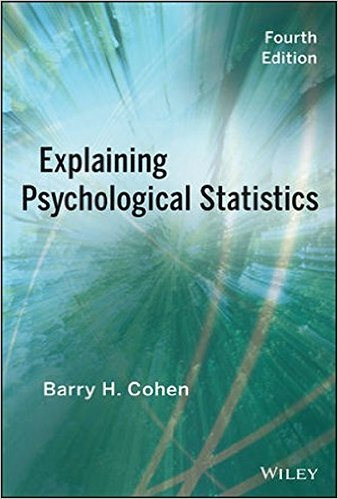 Fourth
Edition
Explaining
Psychological Statistics
Barry H. Cohen
WILEY